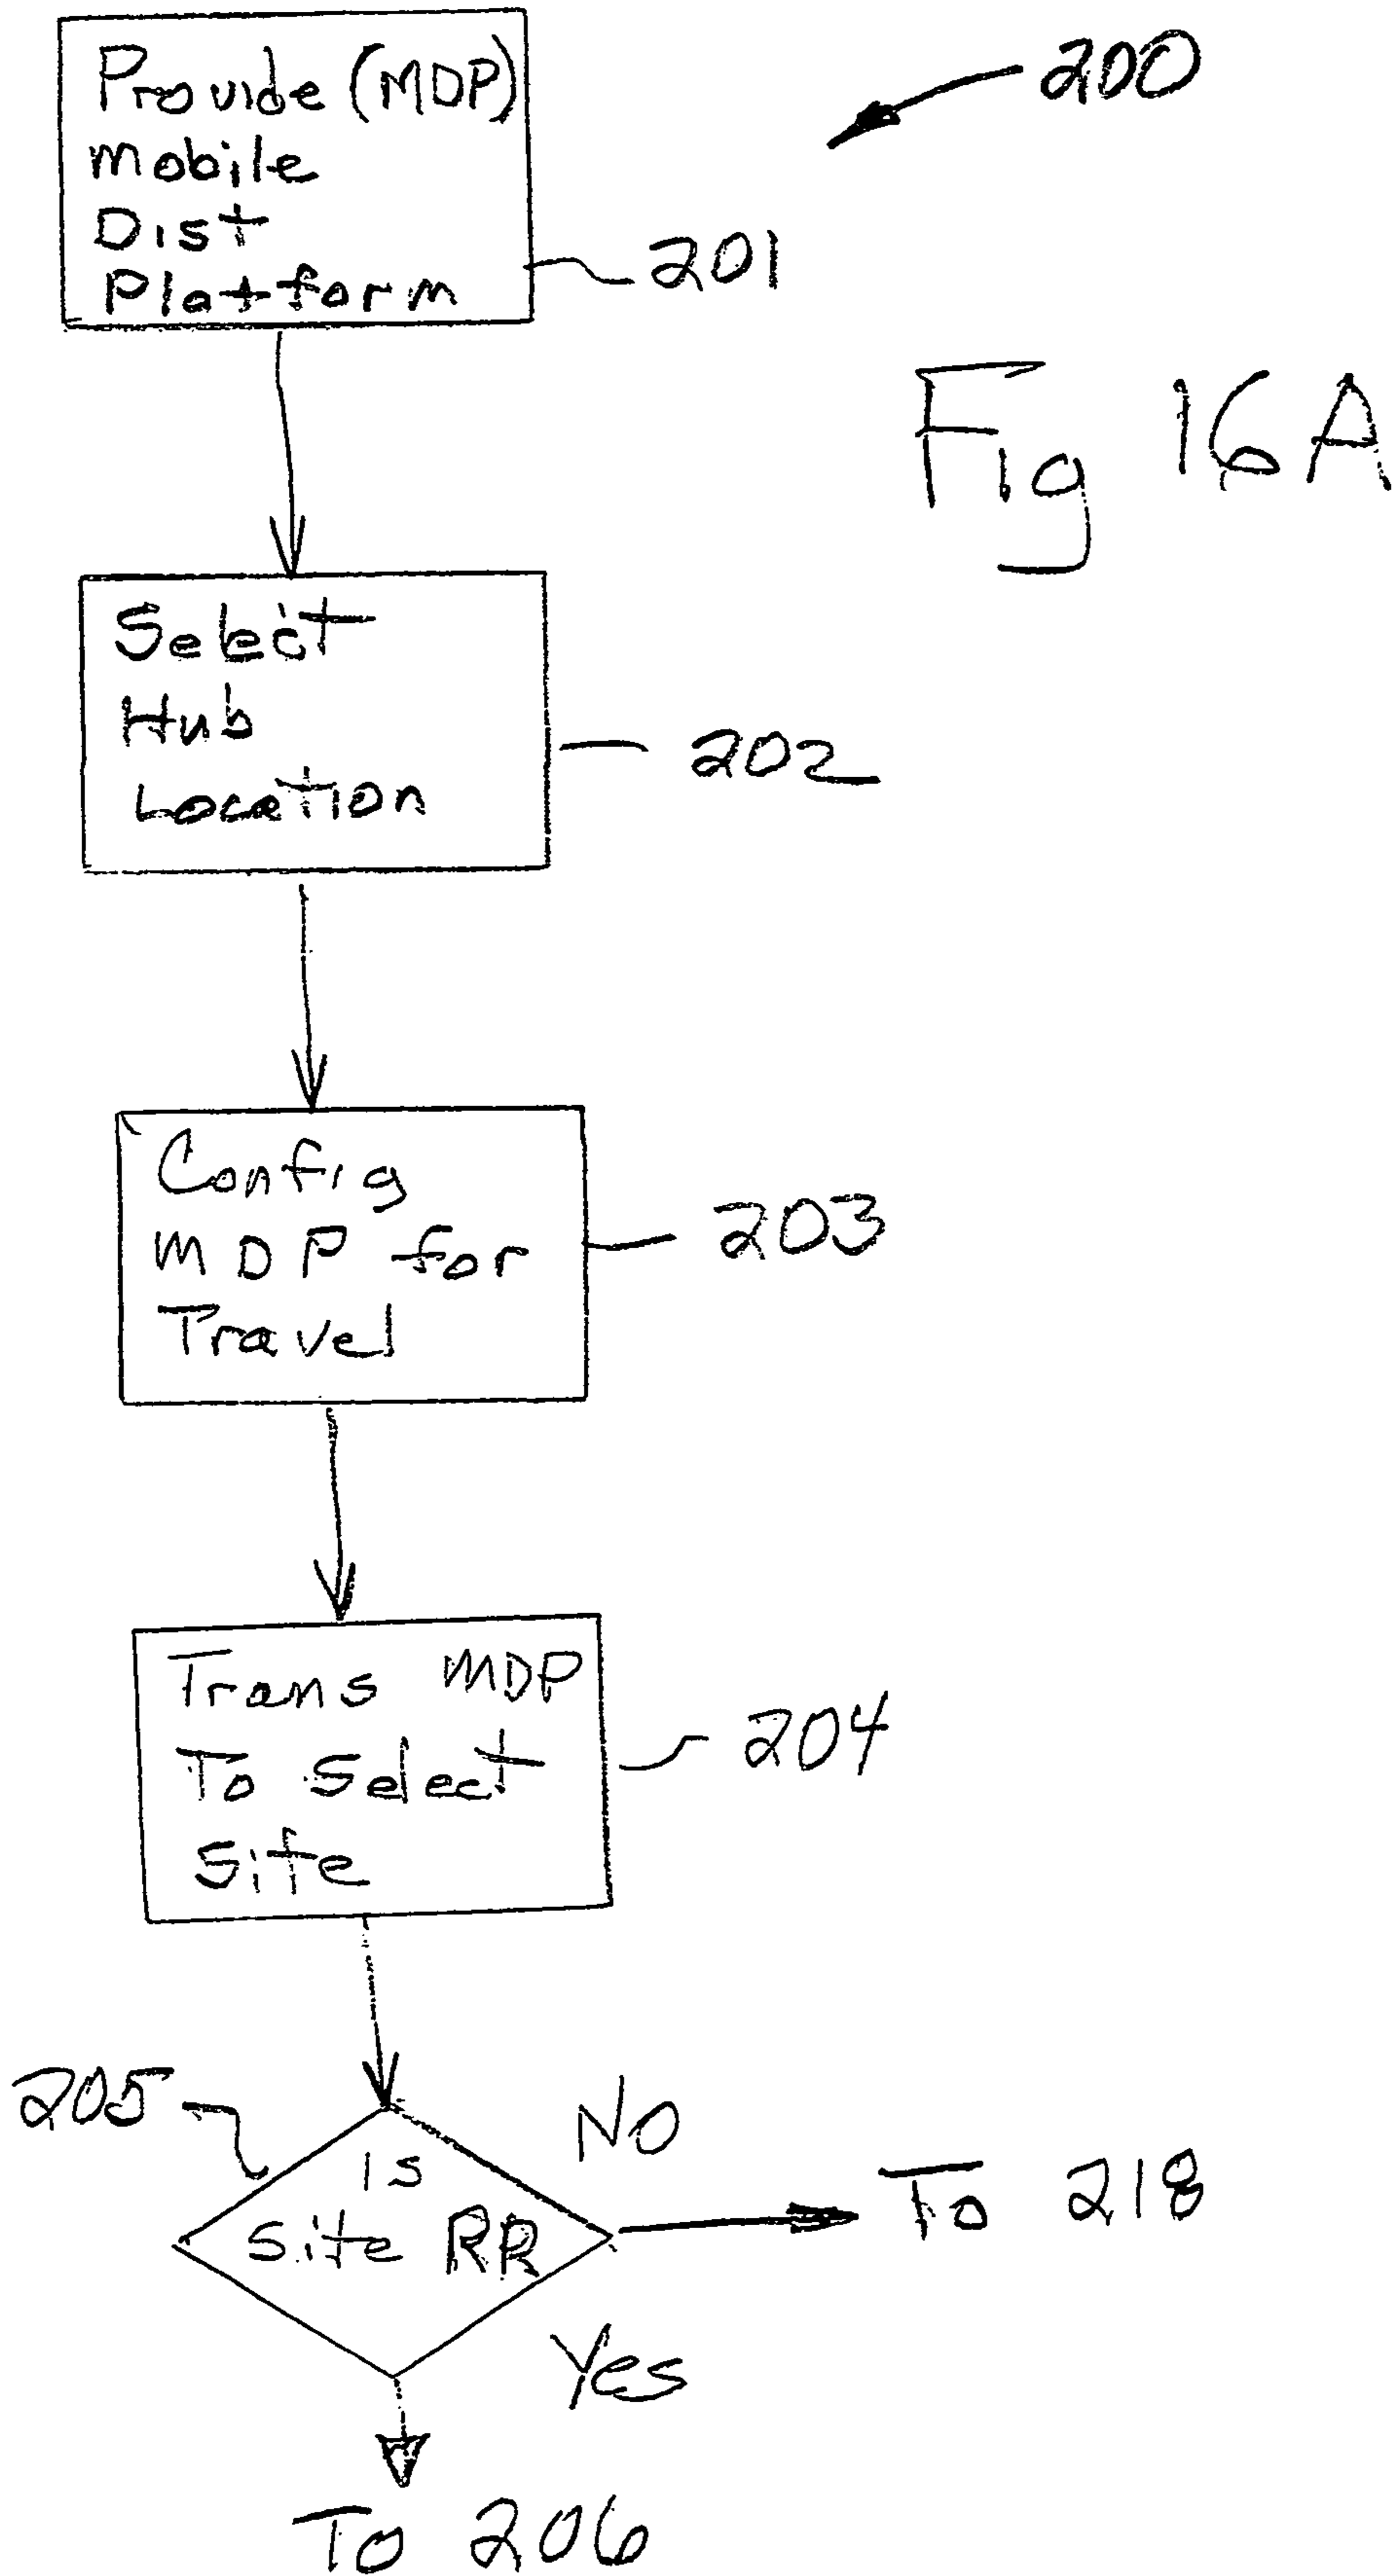 Provide (MDP)
Mobile
Dist
Platform
200
201
Fig 16A
Select
Hub
Location
202
Config
MDP for
Travel
203
Trans MDP
To Select
Site
204
205
Is
Site RR
NO
To 218
Yes
To 206